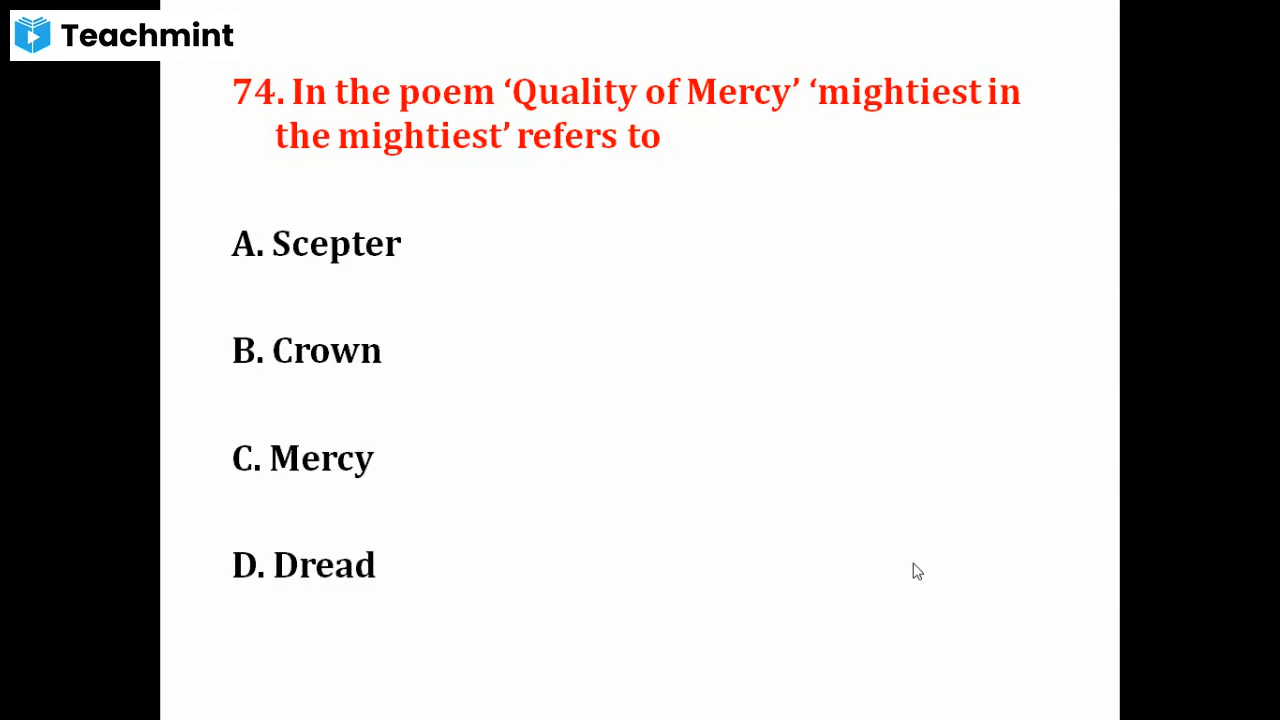 Teachmint
74. In the poem ‘Quality of Mercy’ ‘mightiest in
the mightiest’ refers to
A. Scepter
B. Crown
C. Mercy
D. Dread